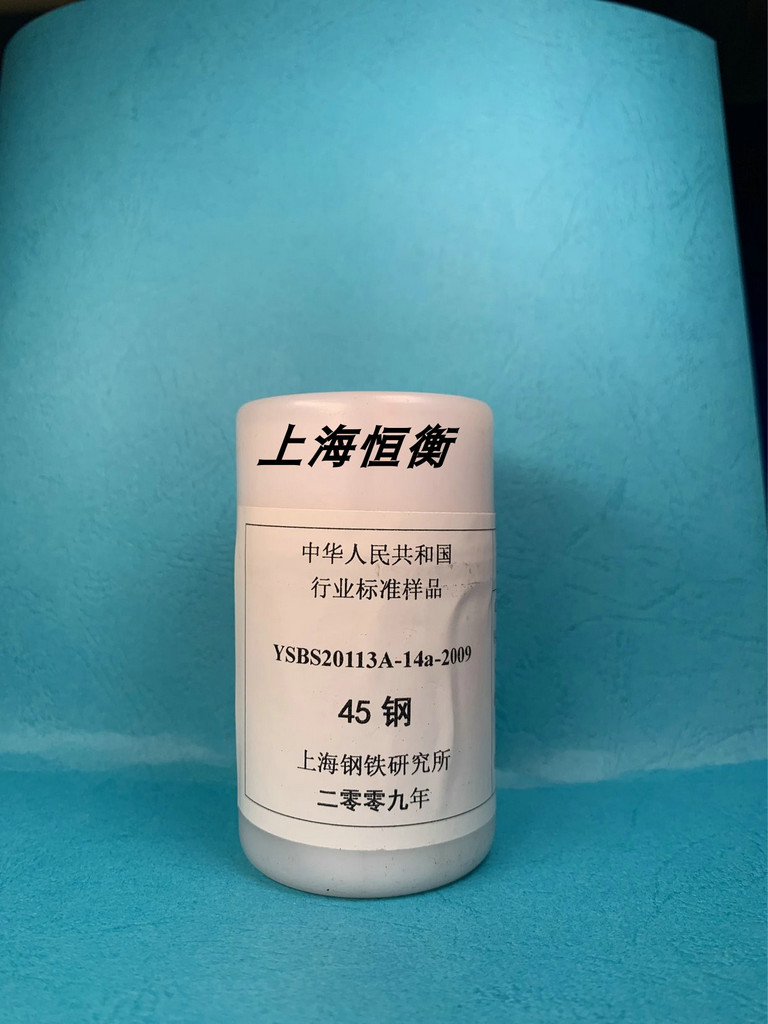 上海恒衡
中华人民共和国
行业标准样品
YSBS20113A-14a-2009
45 钢
上海钢铁研究所
二零零九年